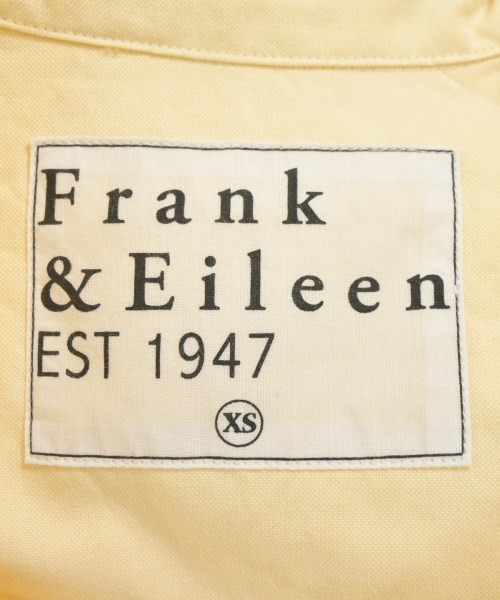 Frank
& Eileen
EST 1947
XS